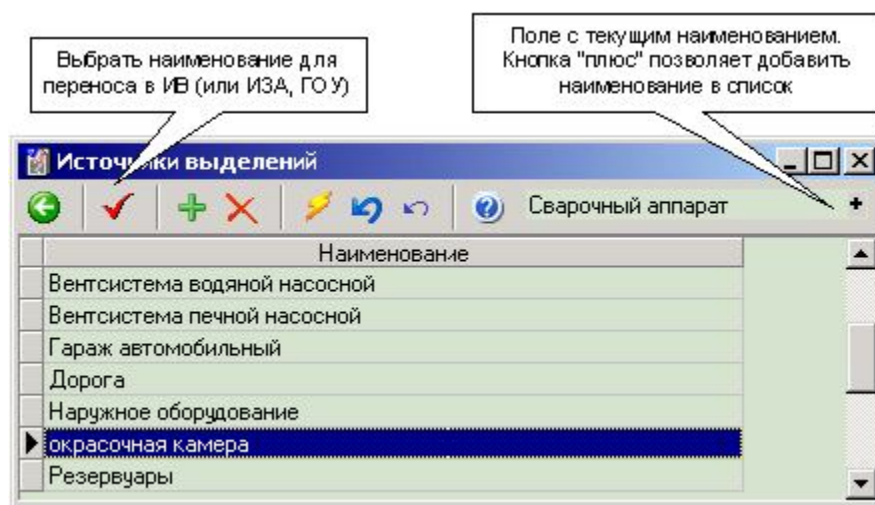 Выбрать наименование для
переноса в ИВ (или ИЗА, ГОУ)
Поле с текущим наименованием.
Кнопка "плюс" позволяет добавить
наименование в список
Источники выделений
Сварочный аппарат
Наименование
Вентсистема водяной насосной
Вентсистема печной насосной
Гараж автомобильный
Дорога
Наружное оборудование
окрасочная камера
Резервуары